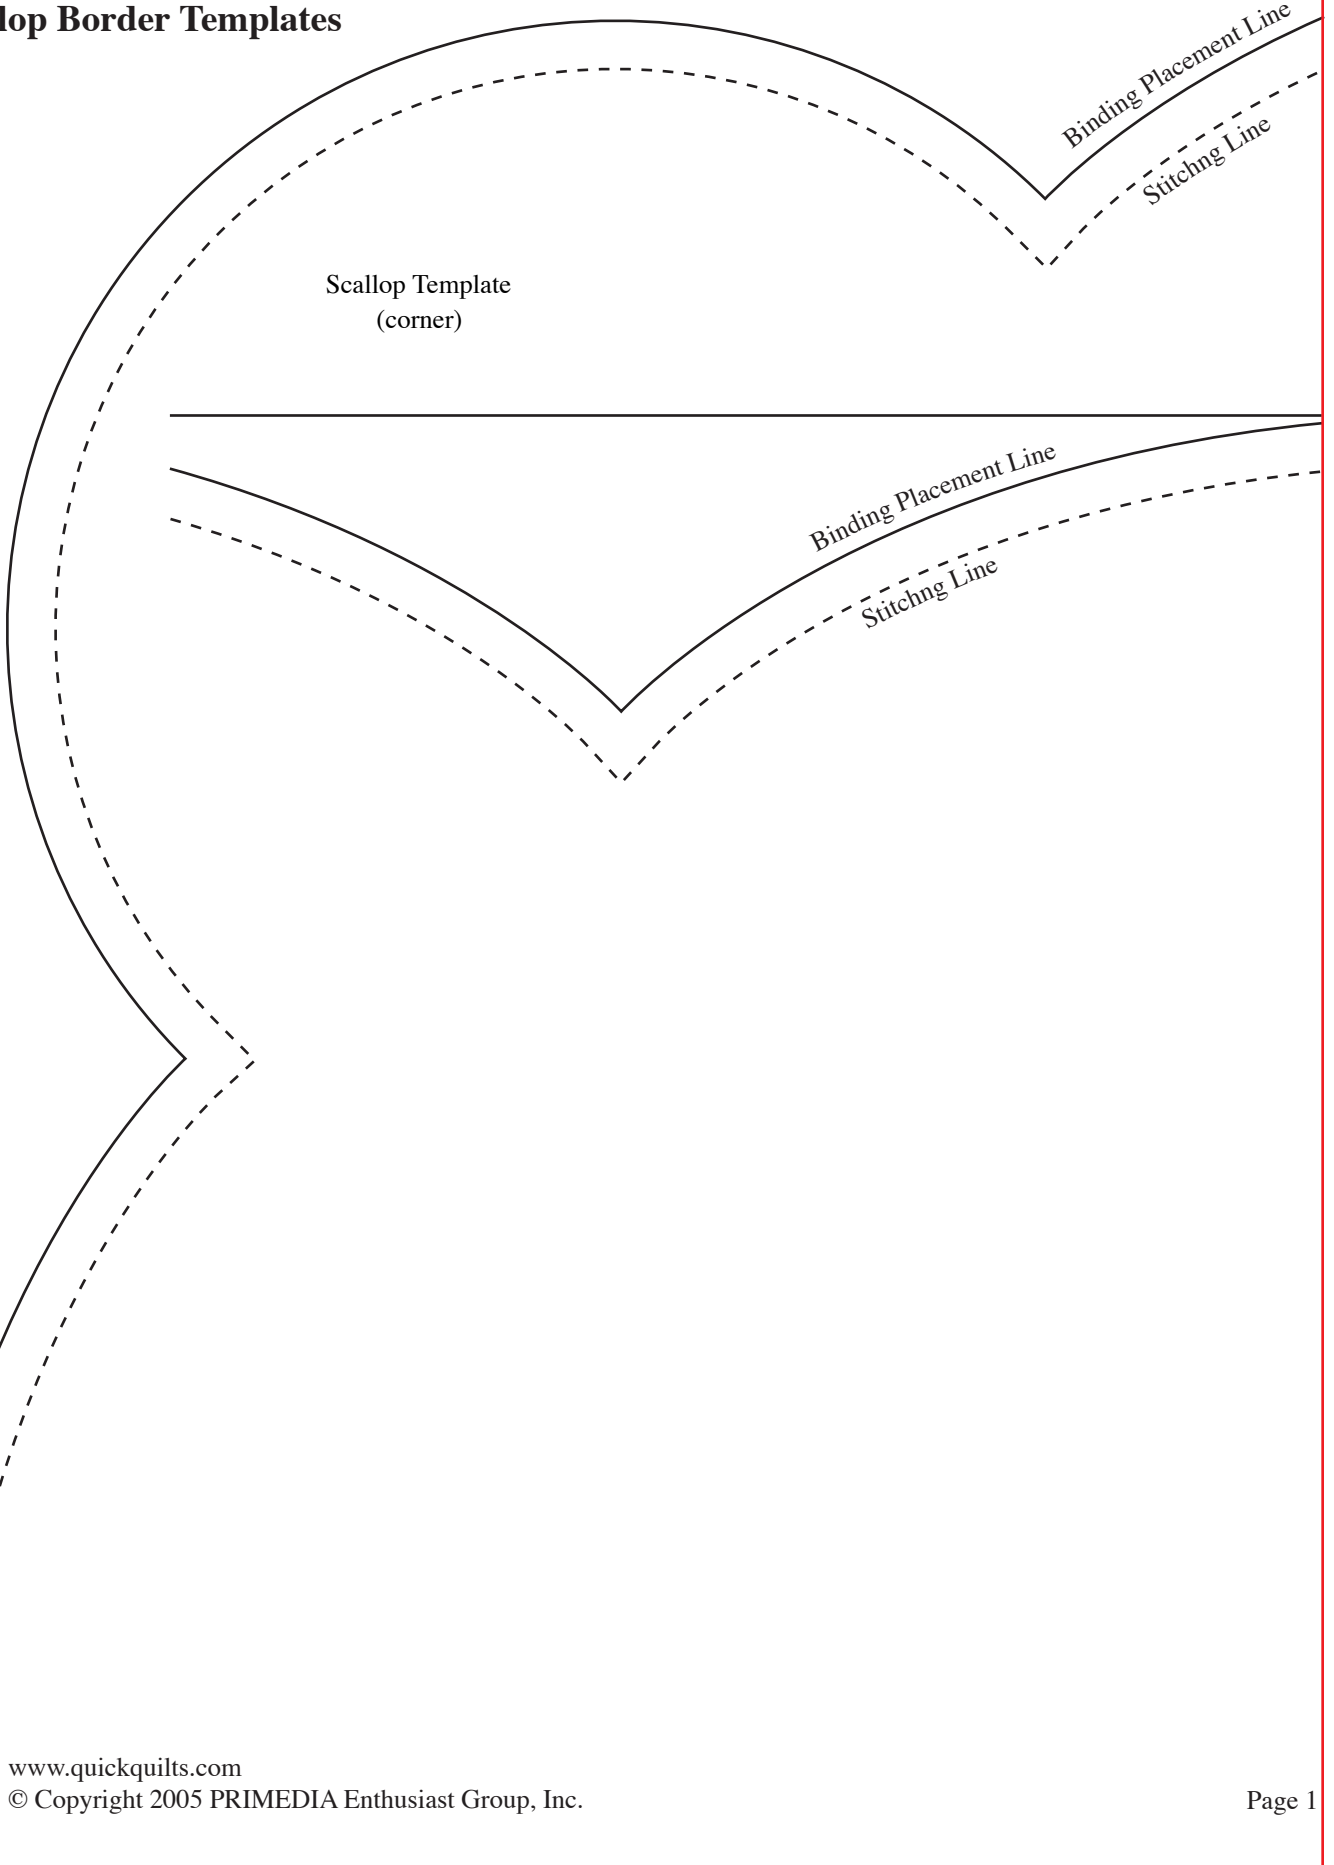 lop Border Templates
Binding Placement Line
Stitchng Line
Scallop Template
(corner)
Binding Placement Line
Stitchng Line
www.quickquilts.com
© Copyright 2005 PRIMEDIA Enthusiast Group, Inc.
Page 1